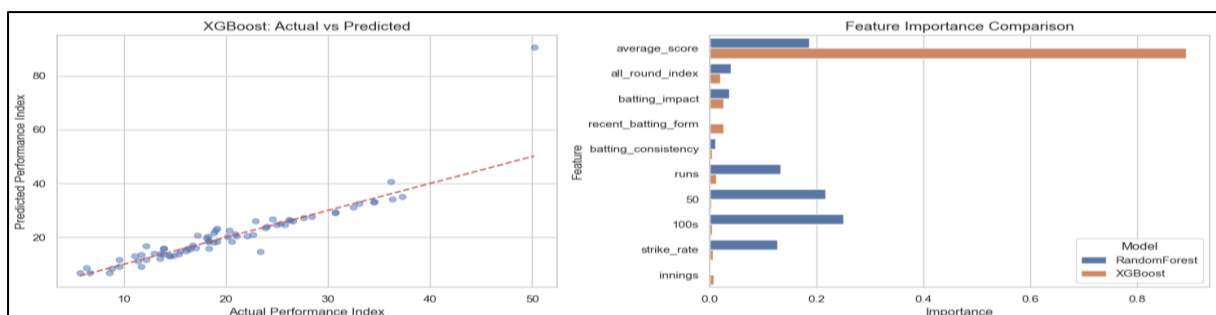 XGBoost: Actual vs Predicted
Predicted Performance Index
80
60
40
20
10
20
30
40
50
Actual Performance Index
Feature Importance Comparison
Feature
average_score
all_round_index
batting_impact
recent_batting_form
batting_consistency
runs
50
100s
strike_rate
innings
Model
RandomForest
XGBoost
0.0
0.2
0.4
0.6
0.8
Importance